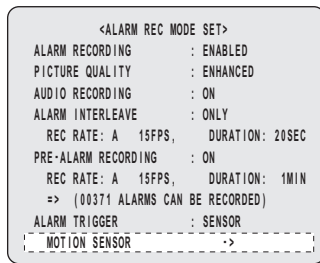 <ALARM REC MODE SET>
ALARM RECORDING : ENABLED
PICTURE QUALITY : ENHANCED
AUDIO RECORDING : ON
ALARM INTERLEAVE : ONLY
REC RATE: A 15FPS, DURATION: 20SEC
PRE-ALARM RECORDING : ON
REC RATE: A 15FPS, DURATION: 1MIN
=> (00371 ALARMS CAN BE RECORDED)
ALARM TRIGGER : SENSOR
MOTION SENSOR ->